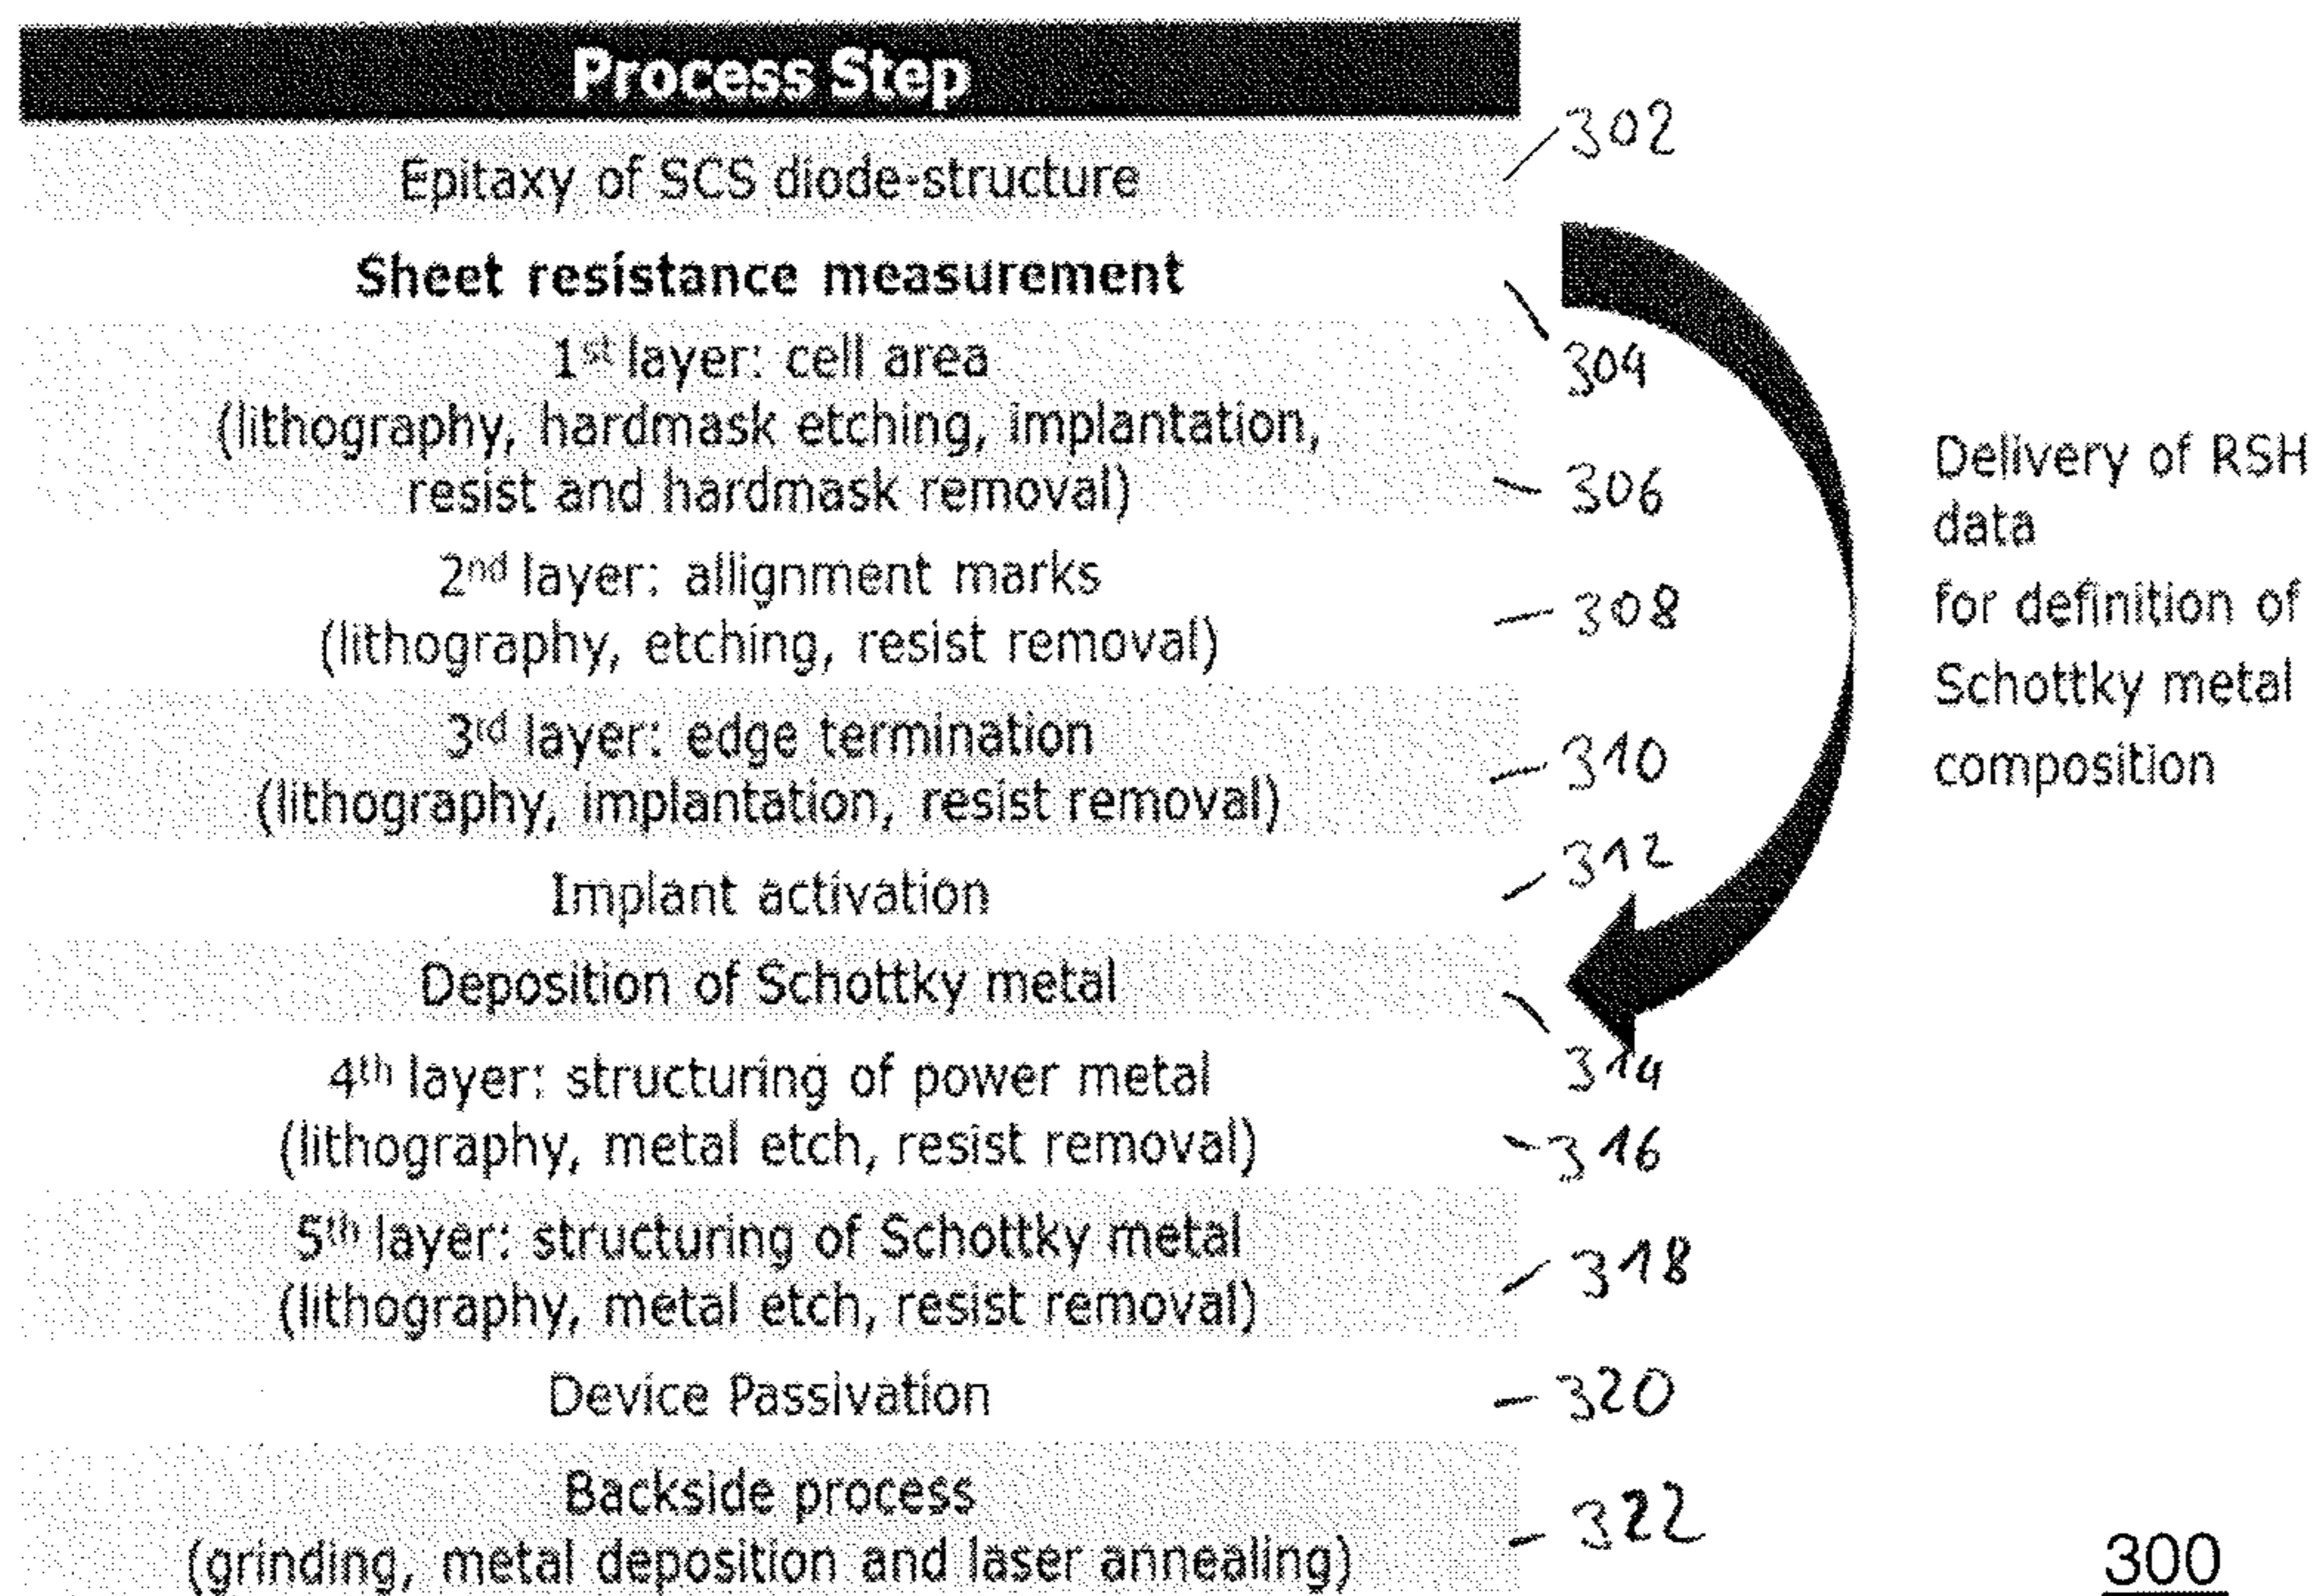 Process Step
Epitaxy of SCS diode-structure
302
Sheet resistance measurement
304
1st layer: cell area
(lithography, hardmask etching, implantation,
resist and hardmask removal)
306
2nd layer: allignment marks
(lithography, etching, resist removal)
308
3rd layer: edge termination
(lithography, implantation, resist removal)
310
Implant activation
312
Deposition of Schottky metal
314
4th layer: structuring of power metal
(lithography, metal etch, resist removal)
316
5th layer: structuring of Schottky metal
(lithography, metal etch, resist removal)
318
Device Passivation
320
Backside process
(grinding, metal deposition and laser annealing)
322
Delivery of RSH
data
for definition of
Schottky metal
composition
300